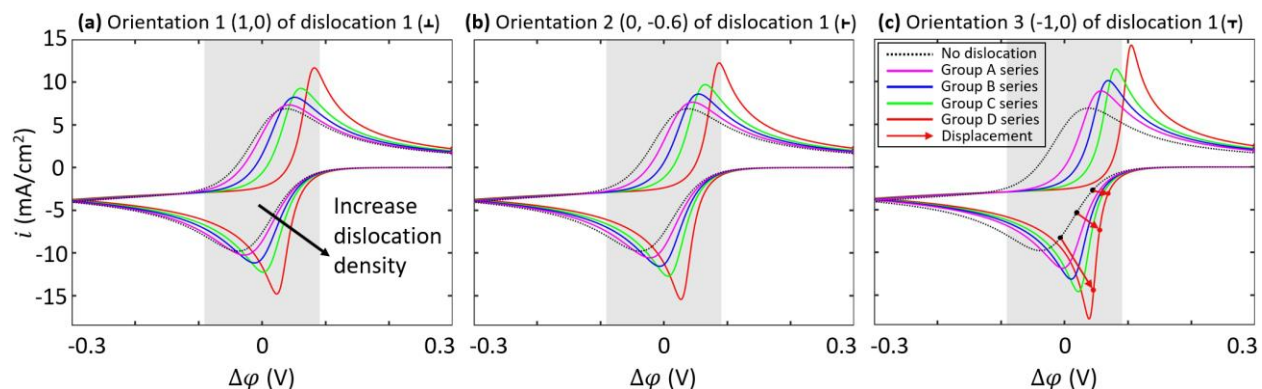 (a) Orientation 1 (1,0) of dislocation 1 (⊥)
(b) Orientation 2 (0, -0.6) of dislocation 1 (⊢)
(c) Orientation 3 (-1,0) of dislocation 1(⊤)
15
10
5
0
-5
-10
-15
i (mA/cm²)
Increase
dislocation
density
No dislocation
Group A series
Group B series
Group C series
Group D series
Displacement
-0.3
0
0.3
-0.3
0
0.3
-0.3
0
0.3
Δφ (V)
Δφ (V)
Δφ (V)